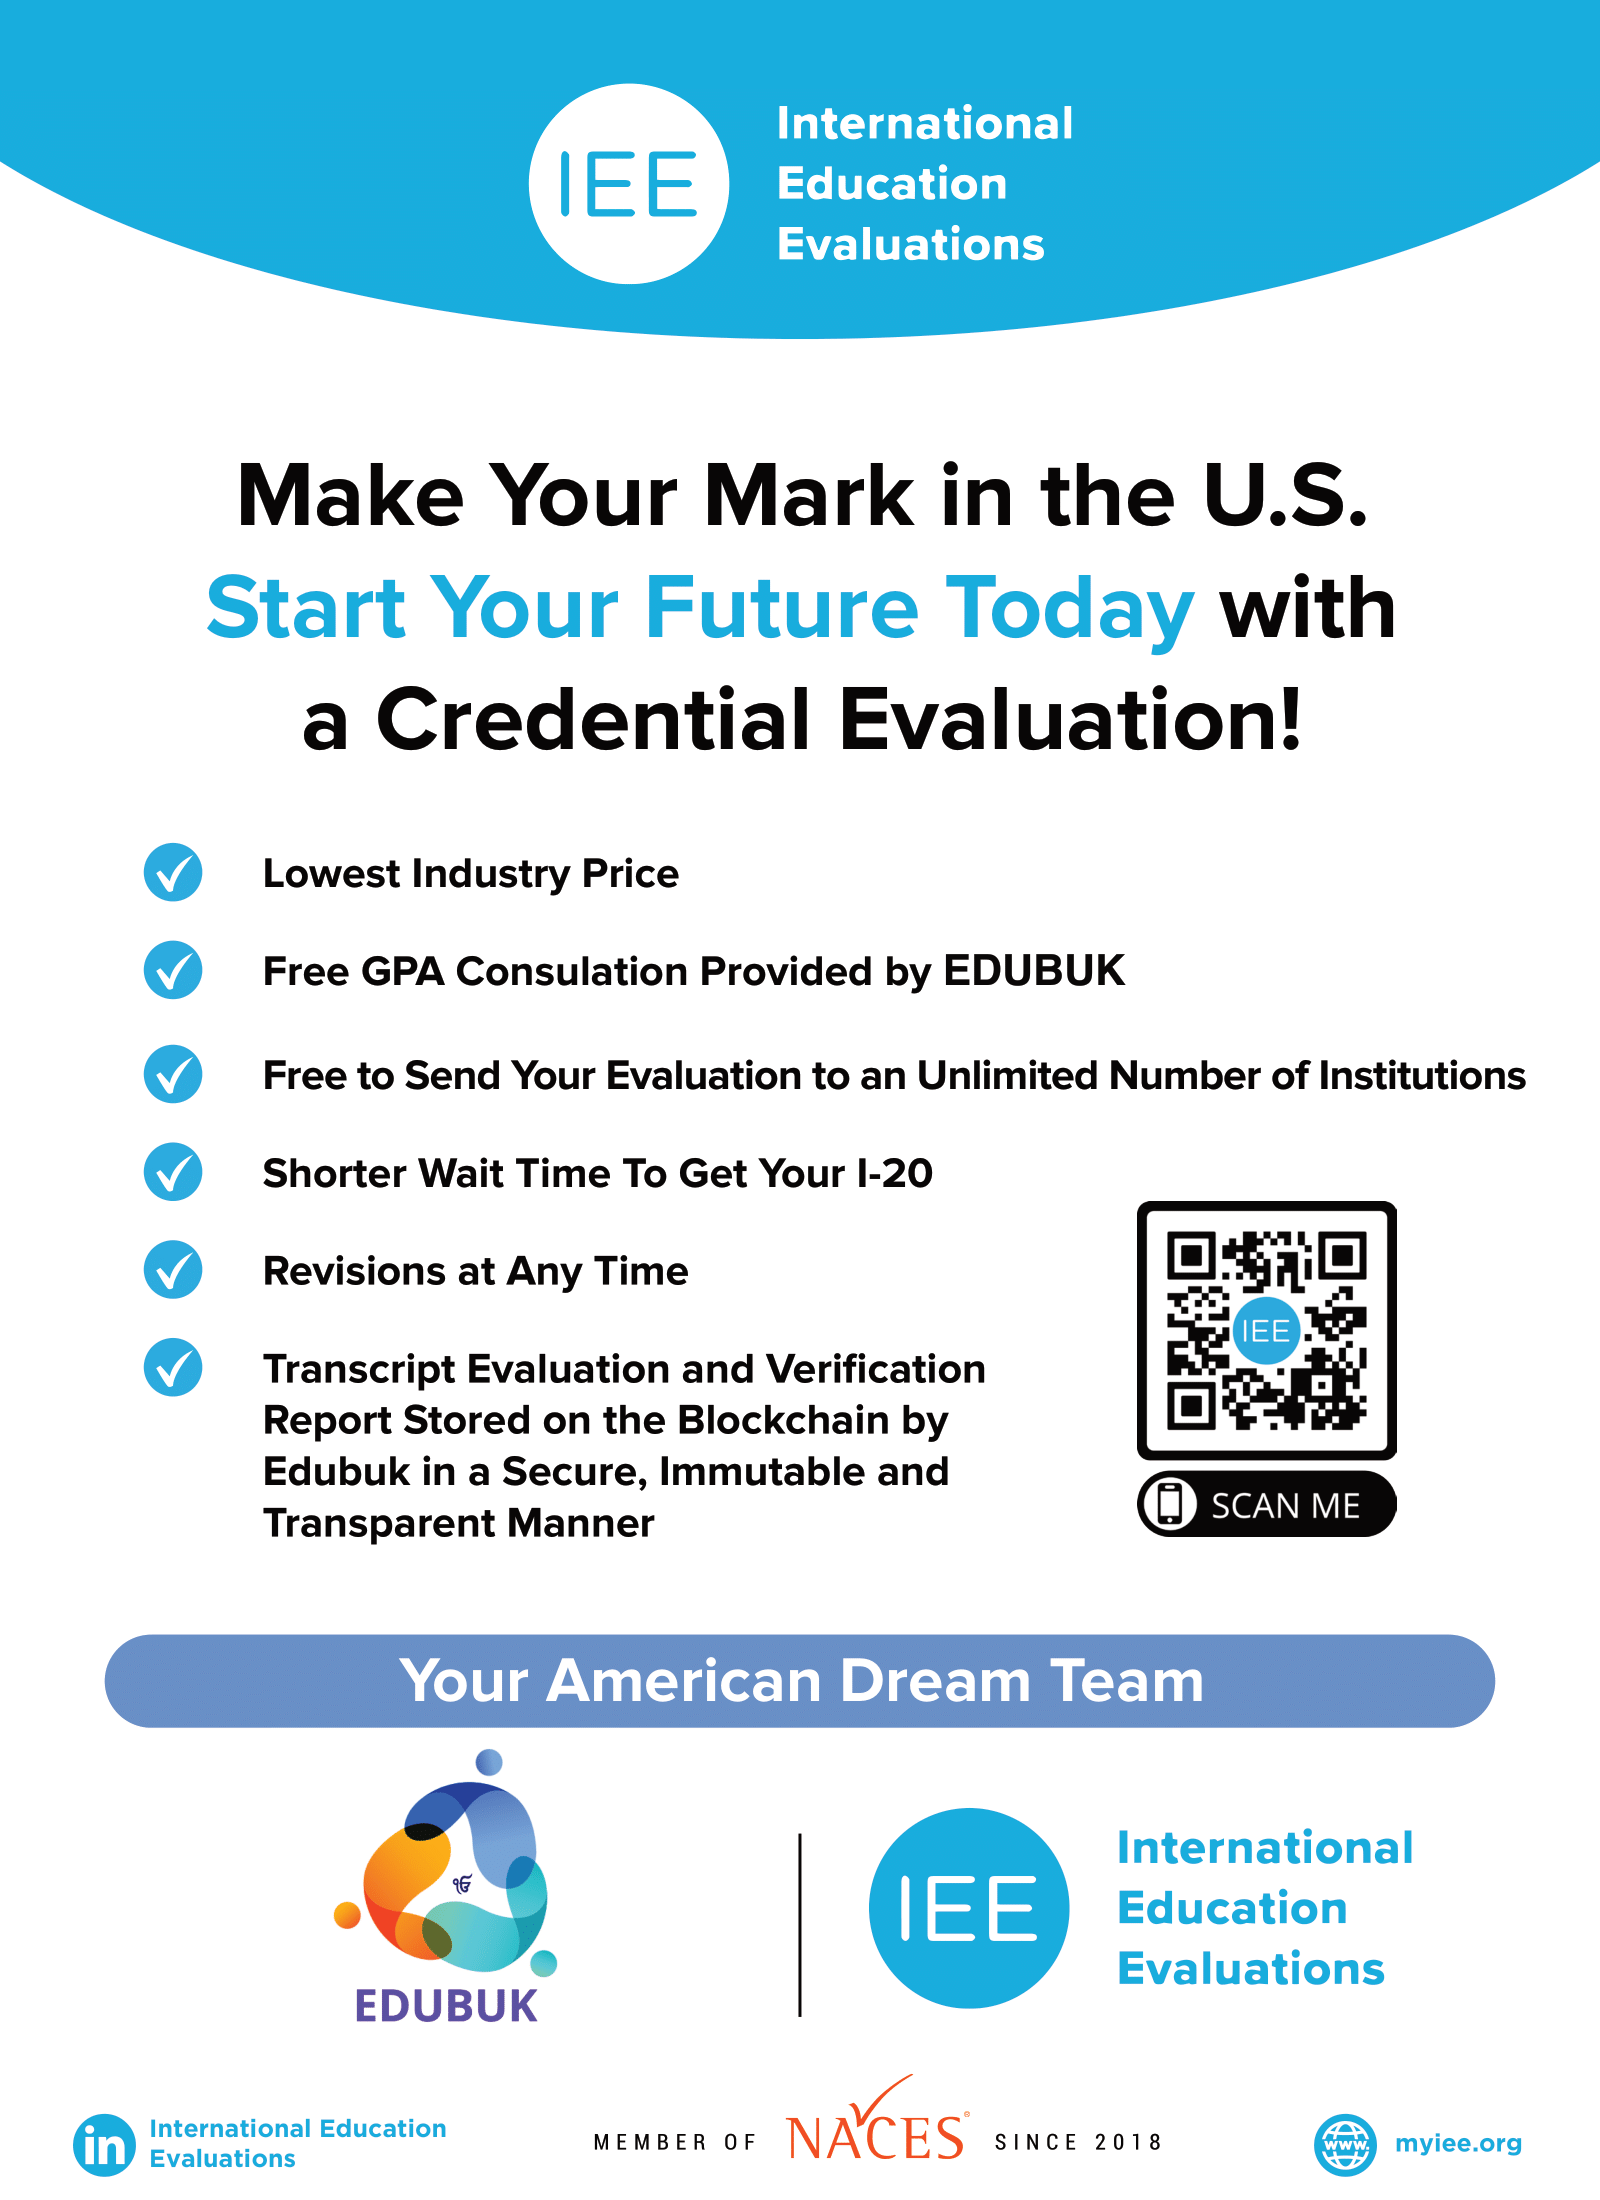 IEE
International
Education
Evaluations
Make Your Mark in the U.S.
Start Your Future Today with
a Credential Evaluation!
Lowest Industry Price
Free GPA Consulation Provided by EDUBUK
Free to Send Your Evaluation to an Unlimited Number of Institutions
Shorter Wait Time To Get Your I-20
Revisions at Any Time
Transcript Evaluation and Verification
Report Stored on the Blockchain by
Edubuk in a Secure, Immutable and
Transparent Manner
IEE
SCAN ME
Your American Dream Team
ੴ
EDUBUK
IEE
International
Education
Evaluations
in International Education
Evaluations
MEMBER OF NACES® SINCE 2018
www. myiee.org